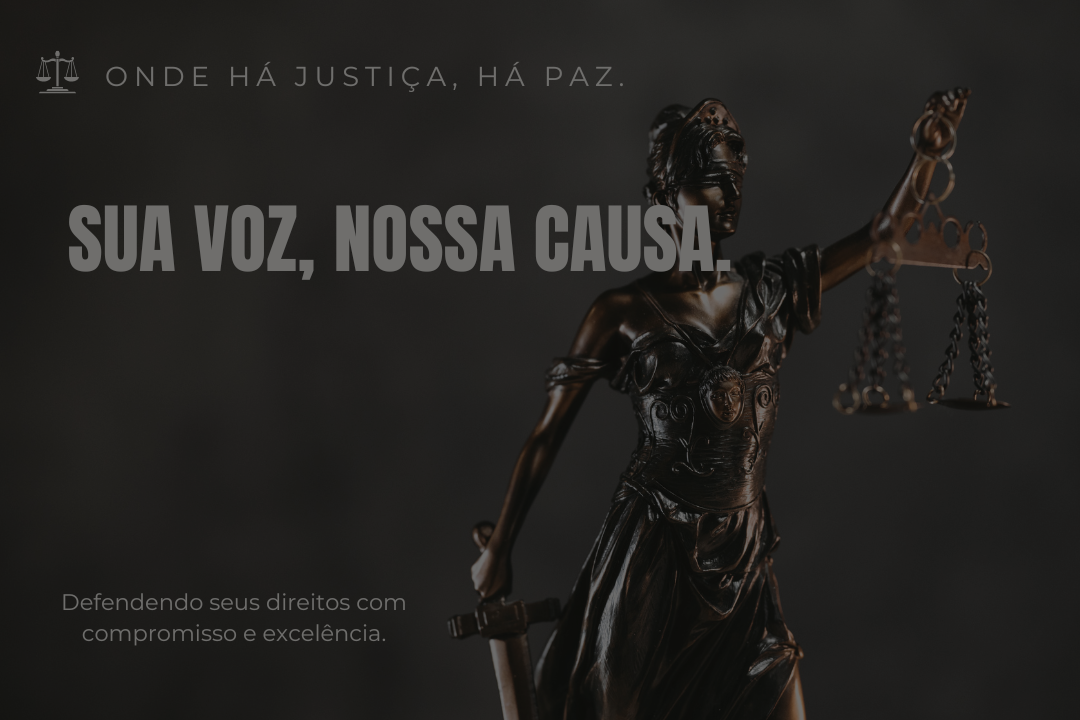 ONDE HÁ JUSTIÇA, HÁ PAZ.
SUA VOZ, NOSSA CAUSA.
Defendendo seus direitos com
compromisso e excelência.